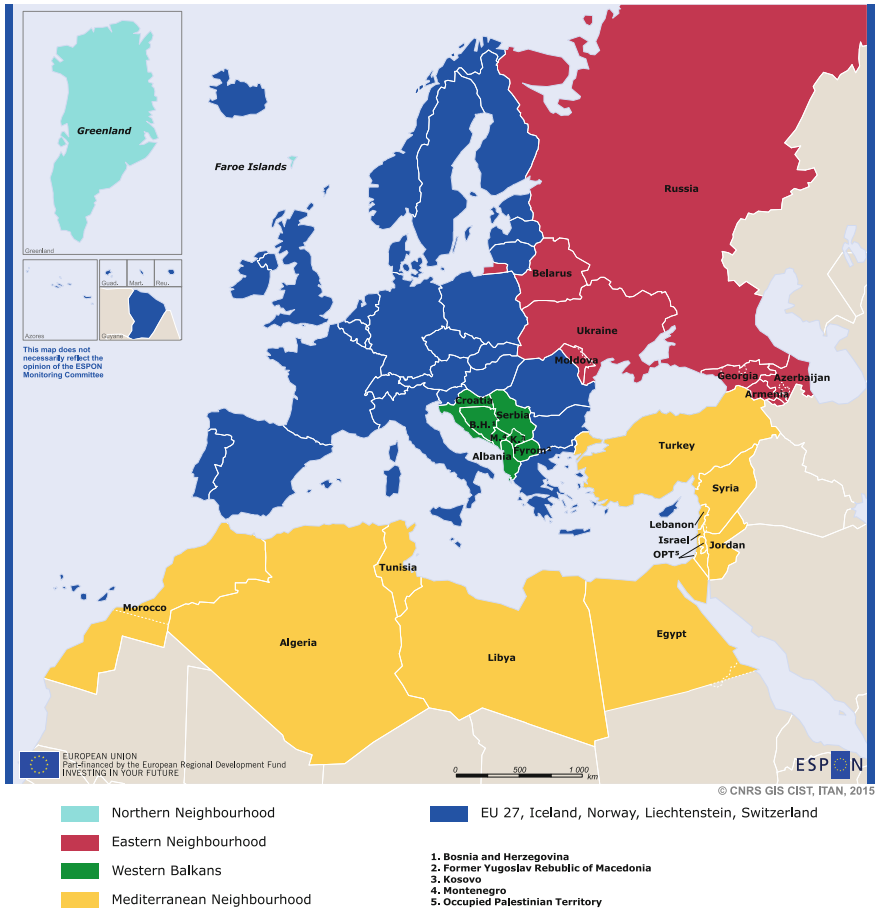 Greenland
Faroe Islands
Greenland
Azores
Guad.
Mart.
Reu.
Guyane
This map does not
necessarily reflect the
opinion of the ESPON
Monitoring Committee
Russia
Belarus
Ukraine
Moldova
Georgia
Azerbaijan
Armenia
Croatia
Serbia
B.H.¹
M.⁴
K.³
Fyrom²
Albania
Turkey
Syria
Lebanon
Israel
OPT⁵
Jordan
Tunisia
Morocco
Algeria
Libya
Egypt
EUROPEAN UNION
Part-financed by the European Regional Development Fund
INVESTING IN YOUR FUTURE
0 500 1 000
km
ESPON
© CNRS GIS CIST, ITAN, 2015
Northern Neighbourhood
Eastern Neighbourhood
Western Balkans
Mediterranean Neighbourhood
EU 27, Iceland, Norway, Liechtenstein, Switzerland
1. Bosnia and Herzegovina
2. Former Yugoslav Rebublic of Macedonia
3. Kosovo
4. Montenegro
5. Occupied Palestinian Territory